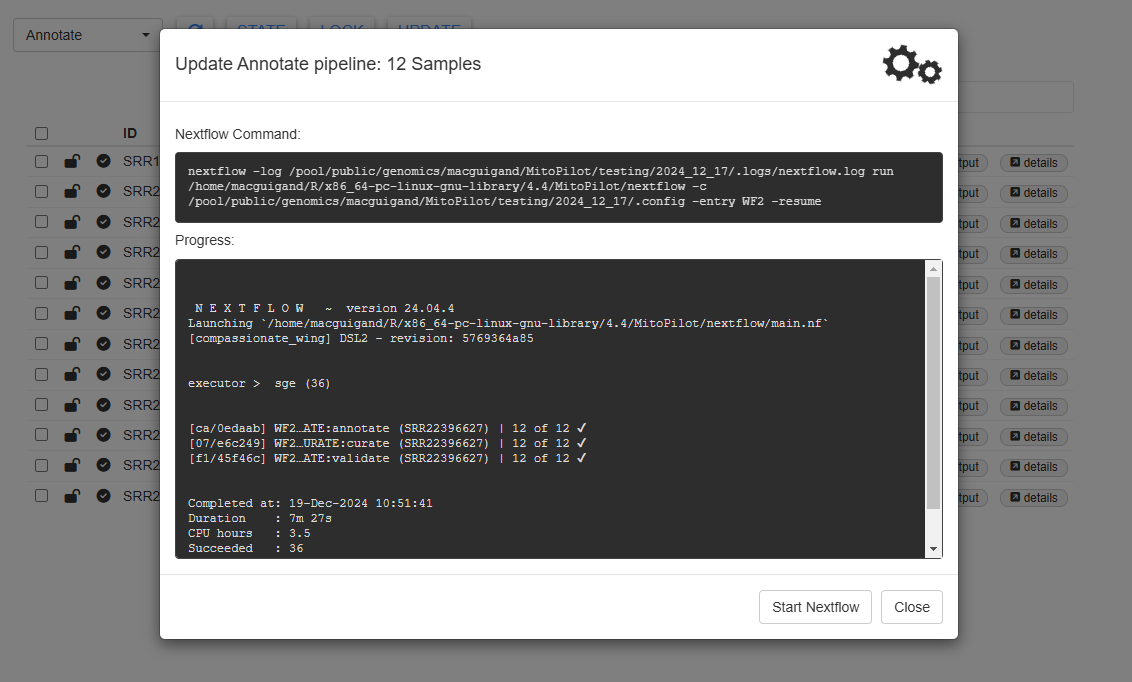 Annotate
STATE
LOCK
UPDATE
Update Annotate pipeline: 12 Samples
Nextflow Command:
nextflow -log /pool/public/genomics/macguigand/MitoPilot/testing/2024_12_17/.logs/nextflow.log run
/home/macguigand/R/x86_64-pc-linux-gnu-library/4.4/MitoPilot/nextflow -c
/pool/public/genomics/macguigand/MitoPilot/testing/2024_12_17/.config -entry WF2 -resume
Progress:
N E X T F L O W ~ version 24.04.4
Launching `/home/macguigand/R/x86_64-pc-linux-gnu-library/4.4/MitoPilot/nextflow/main.nf`
[compassionate_wing] DSL2 - revision: 5769364a85
executor > sge (36)
[ca/0edaab] WF2…ATE:annotate (SRR22396627) | 12 of 12 ✔
[07/e6c249] WF2…URATE:curate (SRR22396627) | 12 of 12 ✔
[f1/45f46c] WF2…ATE:validate (SRR22396627) | 12 of 12 ✔
Completed at: 19-Dec-2024 10:51:41
Duration : 7m 27s
CPU hours : 3.5
Succeeded : 36
Start Nextflow
Close
ID
SRR1 tput details
SRR2 tput details
SRR2 tput details
SRR2 tput details
SRR2 tput details
SRR2 tput details
SRR2 tput details
SRR2 tput details
SRR2 tput details
SRR2 tput details
SRR2 tput details
SRR2 tput details